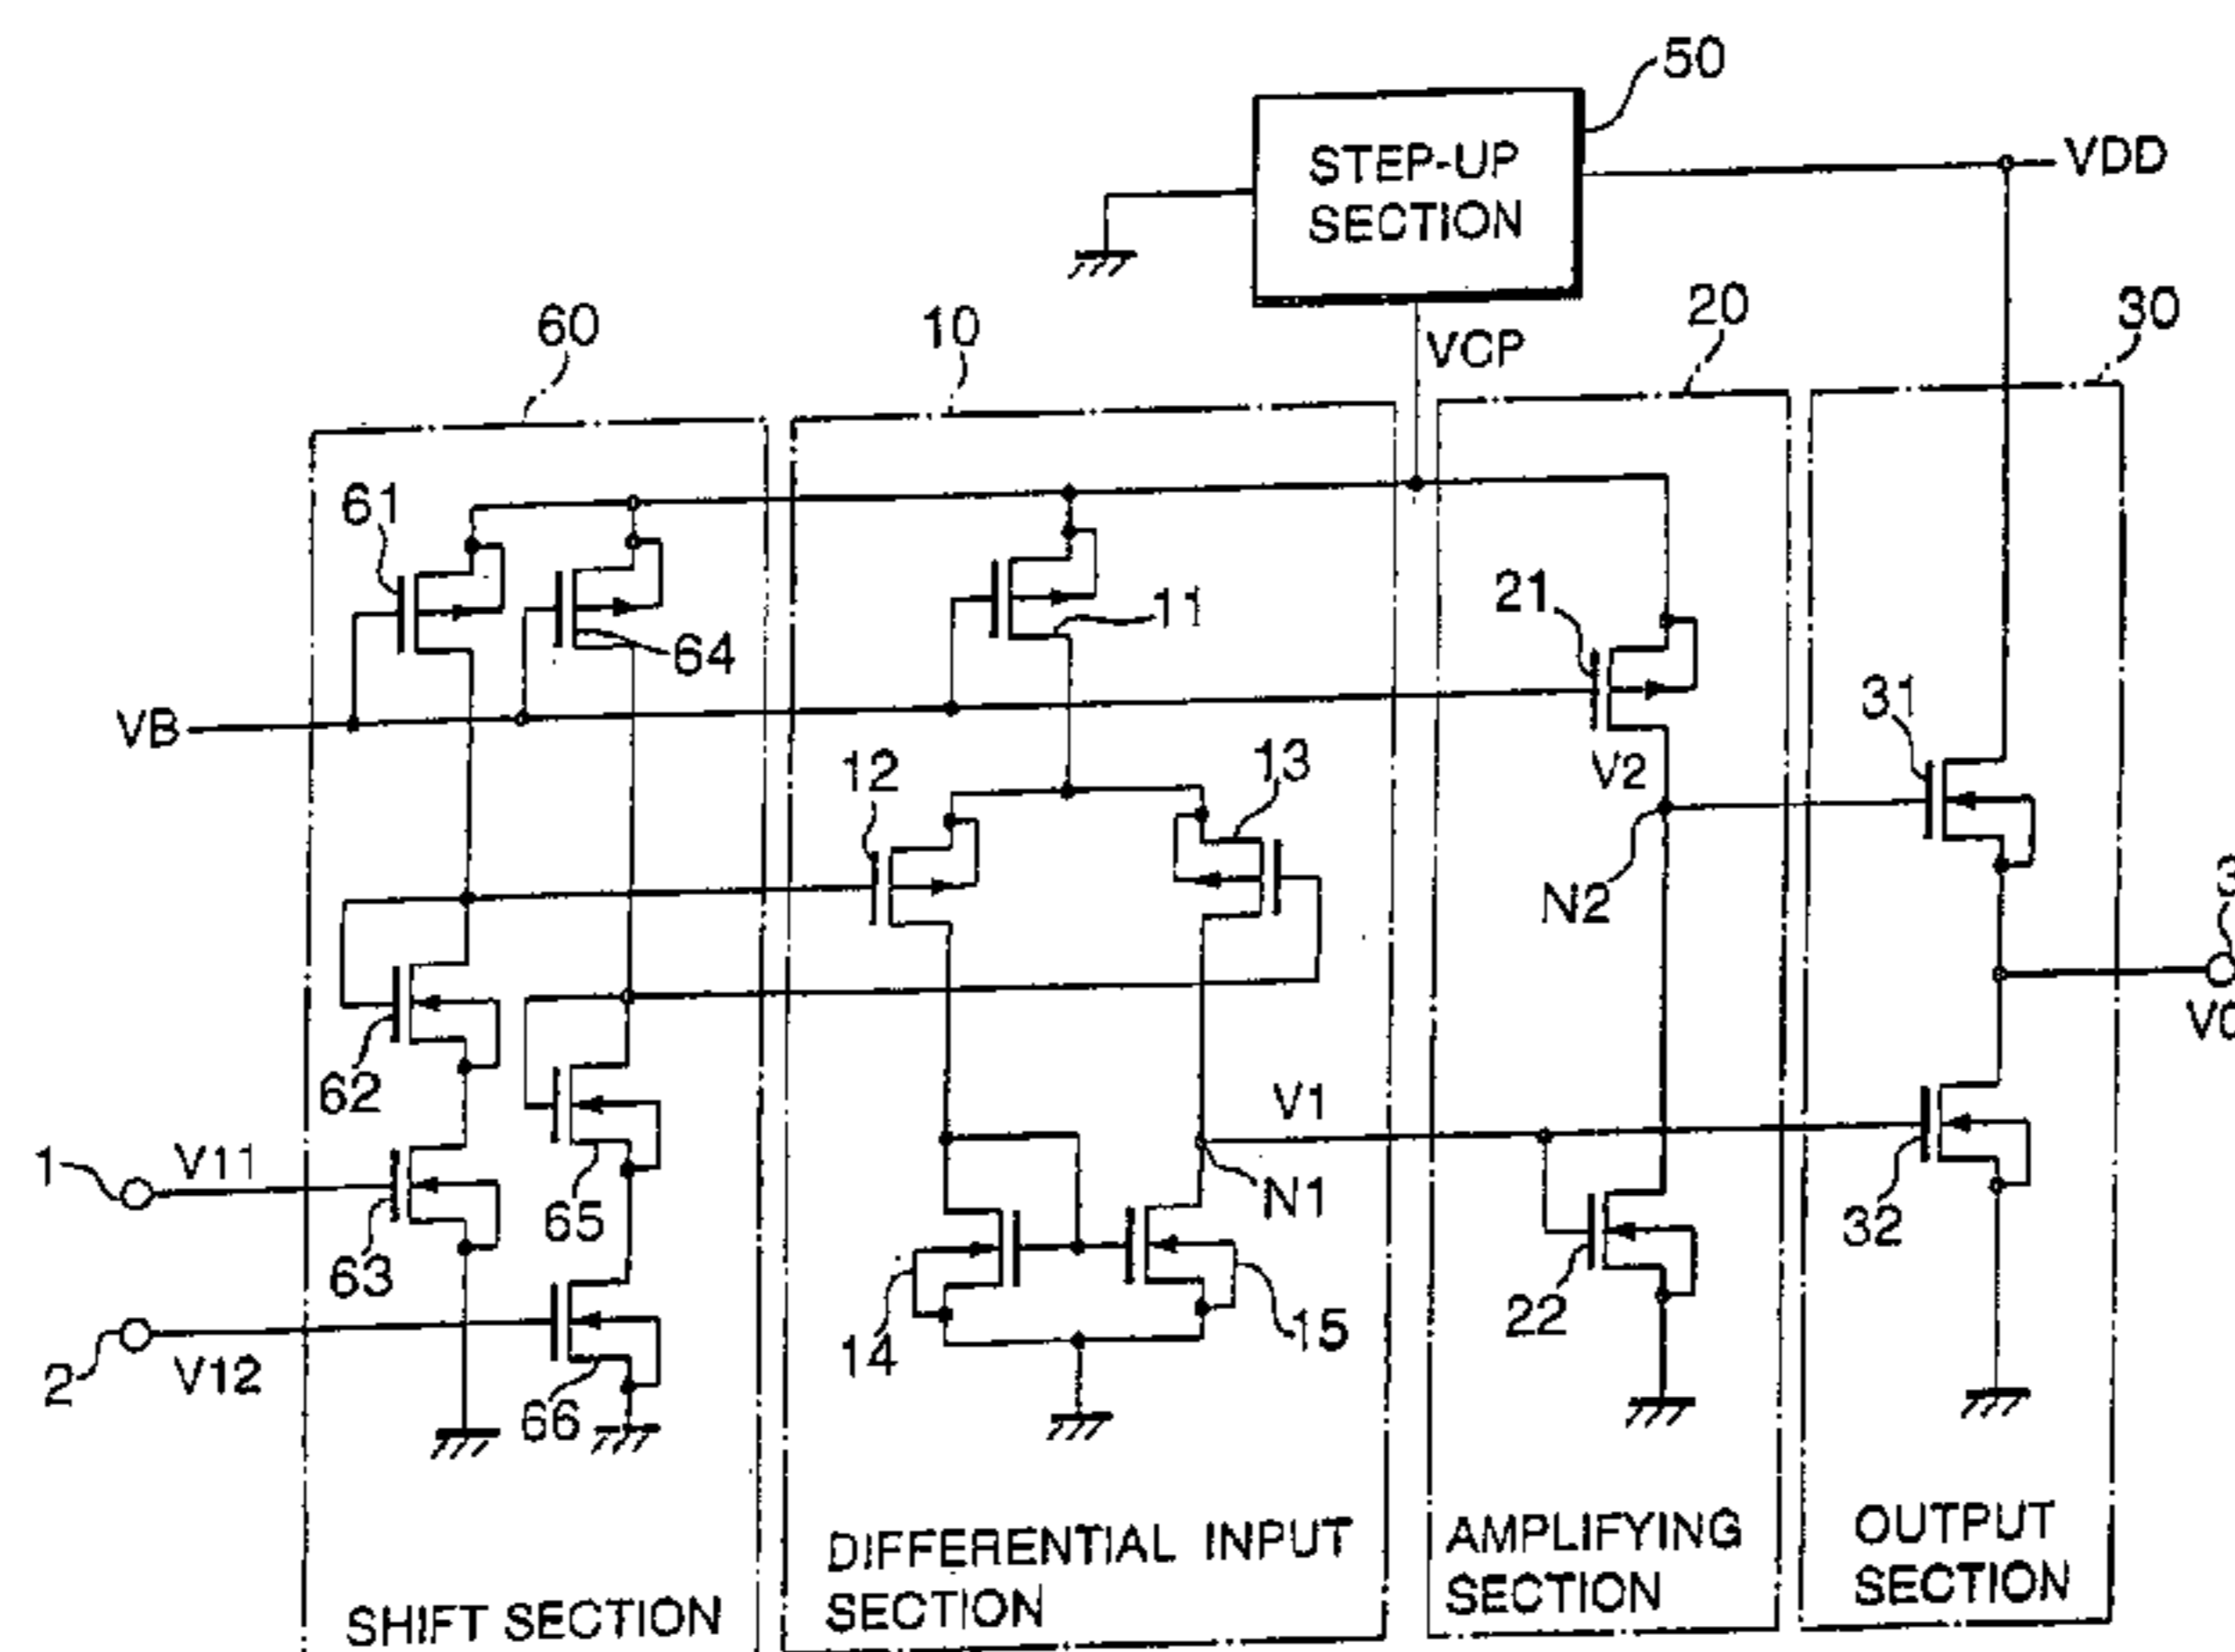 50
STEP-UP
SECTION
VDD
60
10
VCP
20
30
61
64
11
21
31
VB
12
13
V2
N2
3
62
V1
V0
1
V11
63
65
N1
32
2
V12
66
14
15
22
SHIFT SECTION
DIFFERENTIAL INPUT
SECTION
AMPLIFYING
SECTION
OUTPUT
SECTION